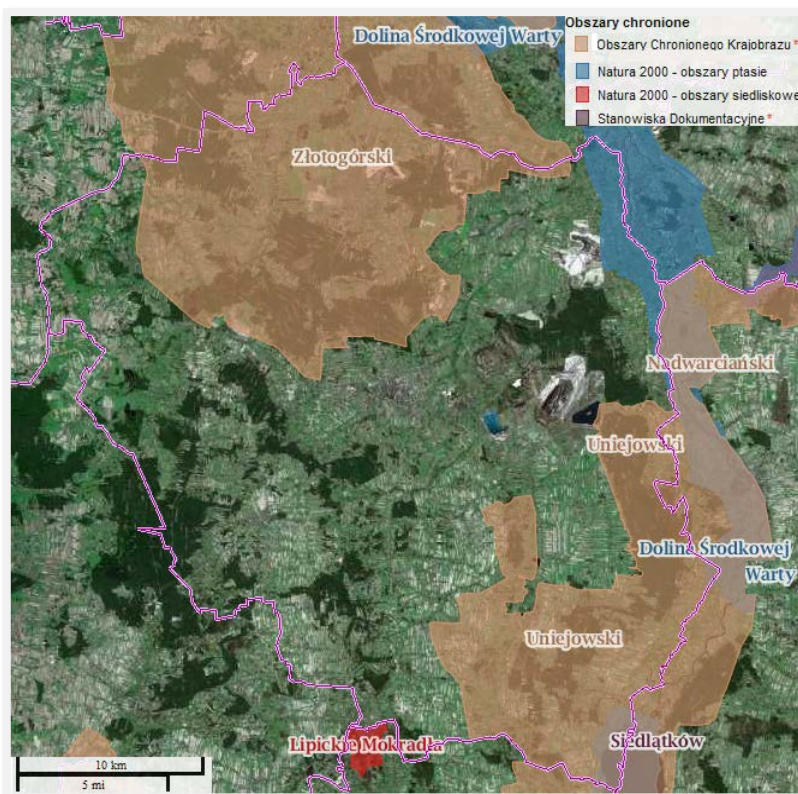 Obszary chronione
Obszary Chronionego Krajobrazu *
Natura 2000 - obszary ptasie
Natura 2000 - obszary siedliskowe
Stanowiska Dokumentacyjne *
Dolina Środkowej Warty
Złotogórski
Nadwarciański
Uniejowski
Dolina Środkowej
Warty
Uniejowski
Lipickie Mokradła
Siedlątków
10 km
5 mi